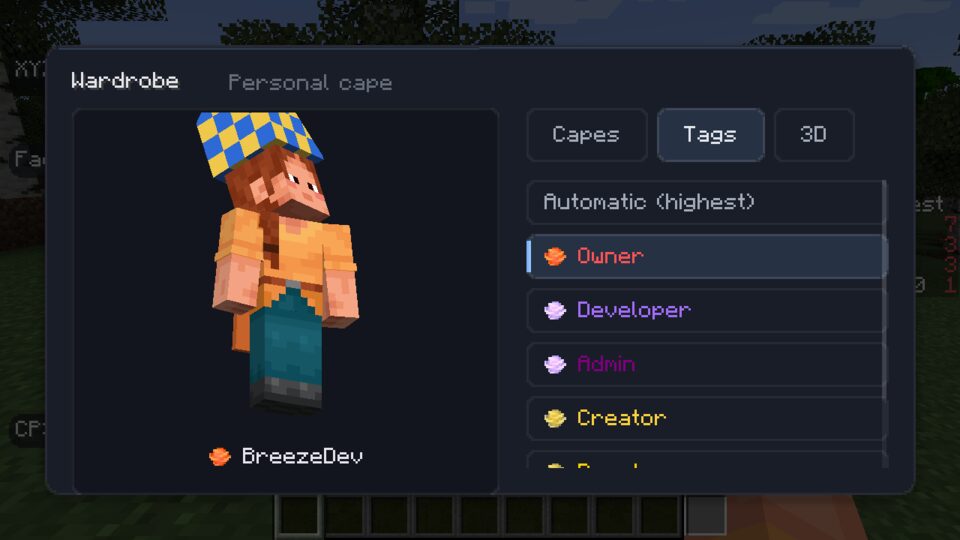 Wardrobe
Personal cape
Capes
Tags
3D
Automatic (highest)
Owner
Developer
Admin
Creator
BreezeDev